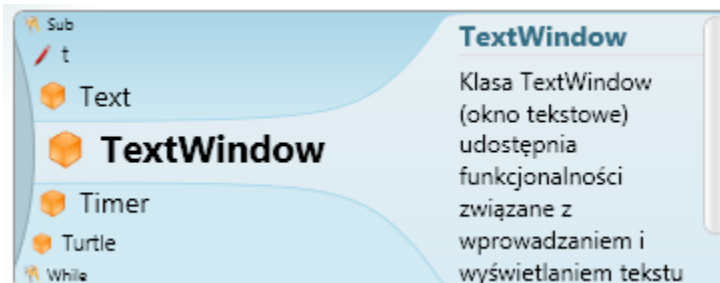 Sub
t
Text
TextWindow
Timer
Turtle
While
TextWindow
Klasa TextWindow
(okno tekstowe)
udostępnia
funkcjonalności
związane z
wprowadzaniem i
wyświetlaniem tekstu